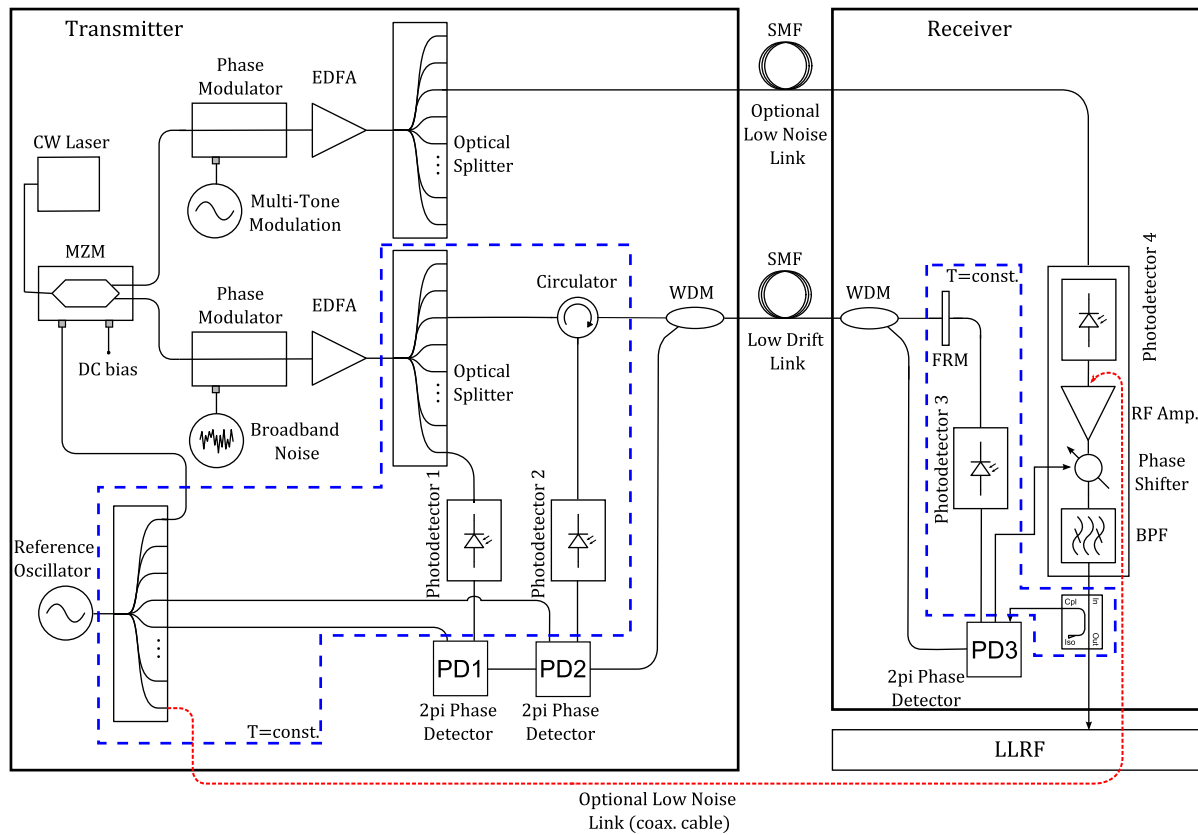 Transmitter
Receiver
SMF
Phase
Modulator
EDFA
Optional
Low Noise
Link
CW Laser
Optical
Splitter
Multi-Tone
Modulation
MZM
Photodetector 4
SMF
T=const.
Circulator
WDM
WDM
Phase
Modulator
EDFA
Low Drift
Link
FRM
DC bias
Optical
Splitter
RF Amp.
Broadband
Noise
Photodetector 1
Photodetector 2
Photodetector 3
Phase
Shifter
BPF
Reference
Oscillator
Cpl
In
Iso
Out
PD1
PD2
PD3
2pi Phase
Detector
2pi Phase
Detector
2pi Phase
Detector
T=const.
LLRF
Optional Low Noise
Link (coax. cable)